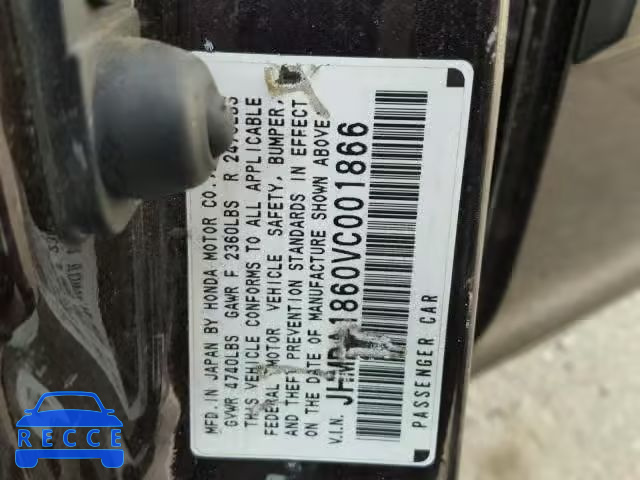 MFD. IN JAPAN BY HONDA MOTOR CO.
GVWR 4740LBS GAWR F 2360LBS R
THIS VEHICLE CONFORMS TO ALL APPLICABLE
FEDERAL MOTOR VEHICLE SAFETY, BUMPER,
AND THEFT PREVENTION STANDARDS IN EFFECT
ON THE DATE OF MANUFACTURE SHOWN ABOVE.
V.I.N. JHMBA1860VC001866
PASSENGER CAR
RECCE